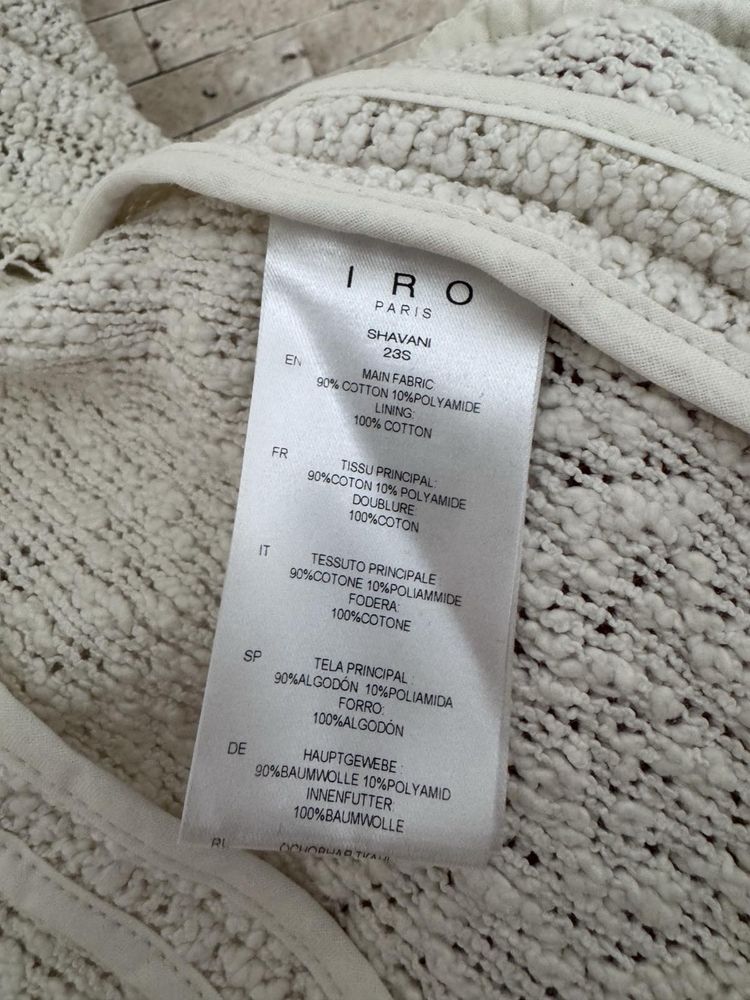 IRO
PARIS
SHAVANI
23S
EN
MAIN FABRIC
90% COTTON 10%POLYAMIDE
LINING:
100% COTTON
FR
TISSU PRINCIPAL:
90%COTON 10% POLYAMIDE
DOUBLURE:
100%COTON
IT
TESSUTO PRINCIPALE:
90%COTONE 10%POLIAMMIDE
FODERA:
100%COTONE
SP
TELA PRINCIPAL :
90%ALGODÓN 10%POLIAMIDA
FORRO:
100%ALGODÓN
DE
HAUPTGEWEBE :
90%BAUMWOLLE 10%POLYAMID
INNENFUTTER:
100%BAUMWOLLE